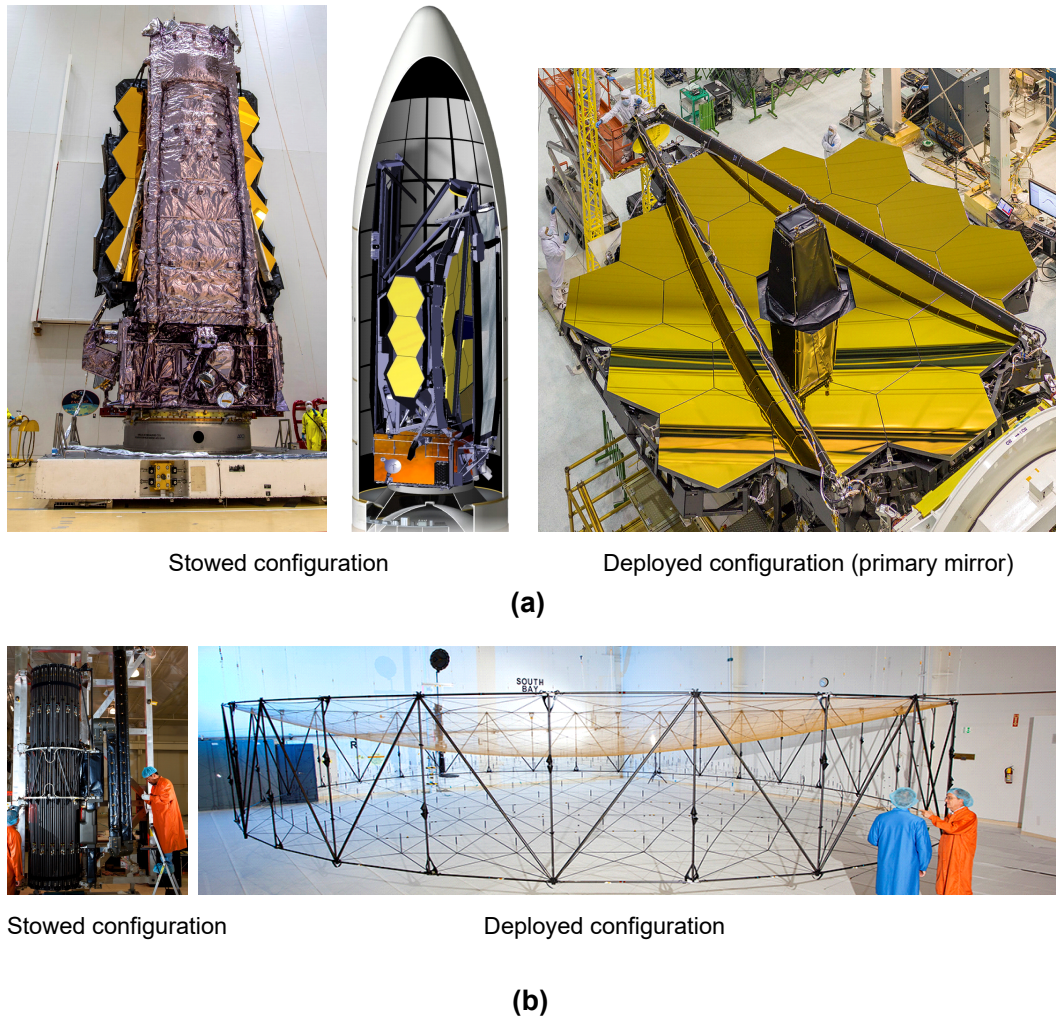 Stowed configuration
Deployed configuration (primary mirror)
(a)
SOUTH
BAY
R
Stowed configuration
Deployed configuration
(b)